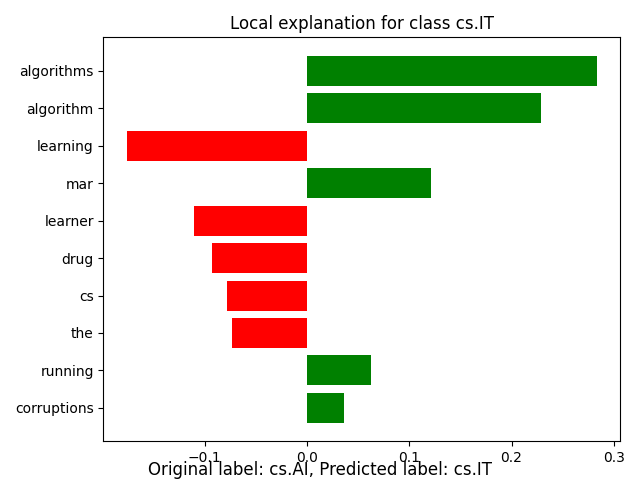 Local explanation for class cs.IT
algorithms
algorithm
learning
mar
learner
drug
cs
the
running
corruptions
−0.1 0.0 0.1 0.2 0.3
Original label: cs.AI, Predicted label: cs.IT